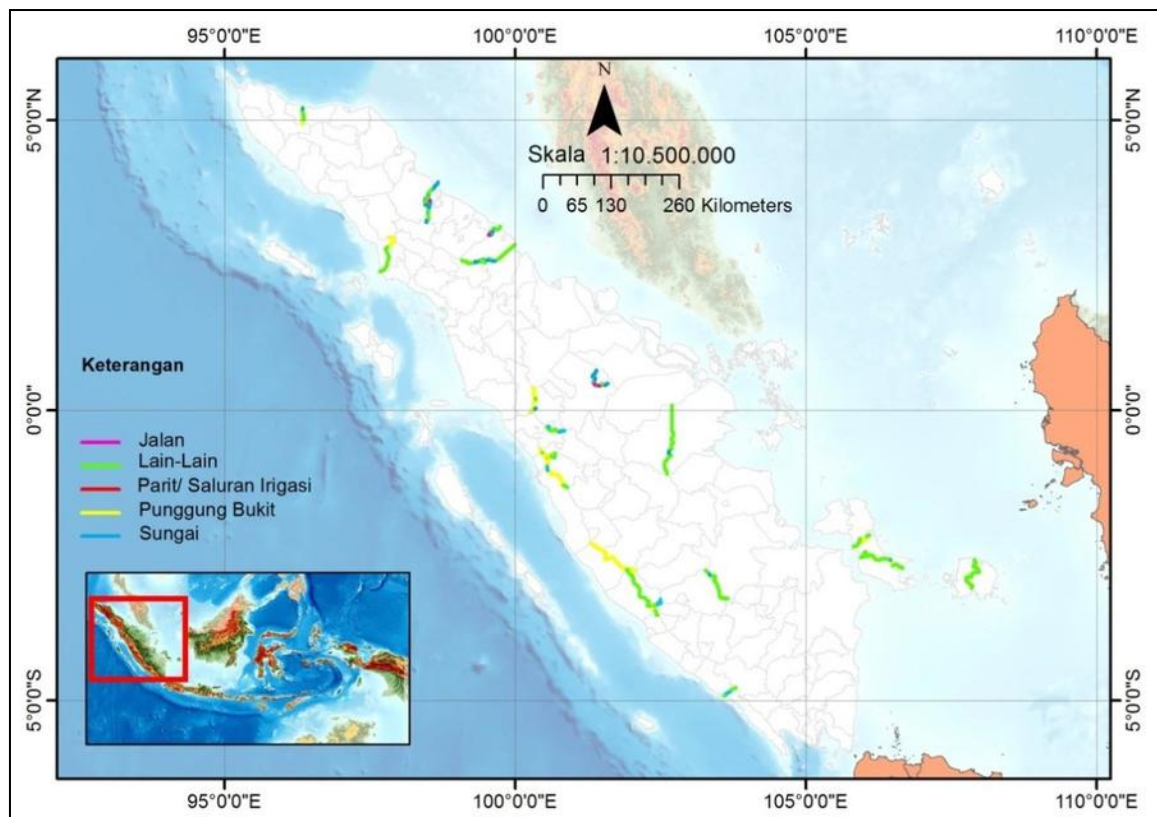 95°0'0"E 100°0'0"E 105°0'0"E 110°0'0"E
N
5°0'0"N 5°0'0"N
Skala 1:10.500.000
0 65 130 260 Kilometers
Keterangan
0°0'0" 0°0'0"
Jalan
Lain-Lain
Parit/ Saluran Irigasi
Punggung Bukit
Sungai
5°0'0"S 5°0'0"S
95°0'0"E 100°0'0"E 105°0'0"E 110°0'0"E